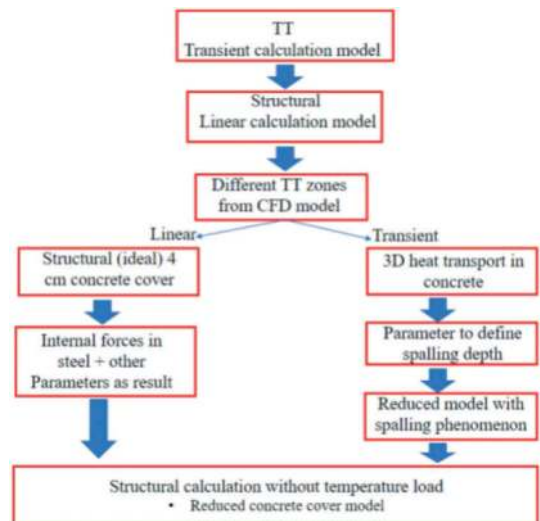 TT
Transient calculation model
Structural
Linear calculation model
Different TT zones
from CFD model
Linear
Transient
Structural (ideal) 4
cm concrete cover
3D heat transport in
concrete
Internal forces in
steel + other
Parameters as result
Parameter to define
spalling depth
Reduced model with
spalling phenomenon
Structural calculation without temperature load
• Reduced concrete cover model